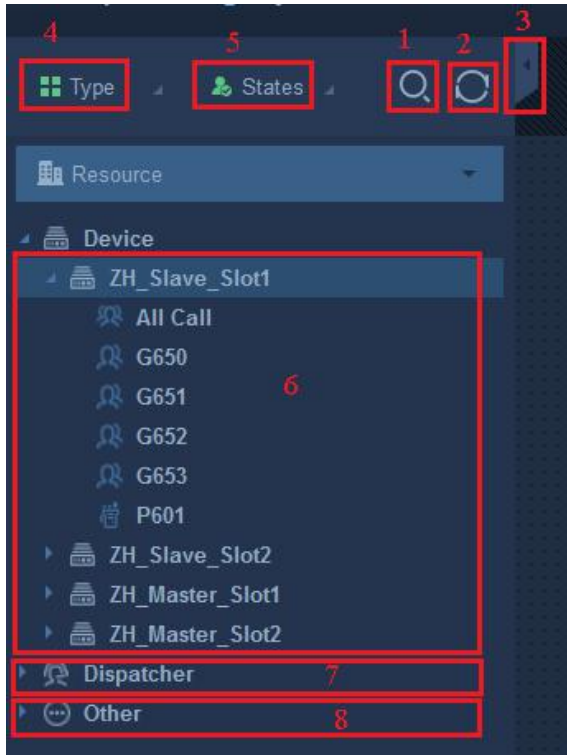 4 5 1 2 3
Type States
Resource
Device
ZH_Slave_Slot1
All Call
G650
G651
6
G652
G653
P601
ZH_Slave_Slot2
ZH_Master_Slot1
ZH_Master_Slot2
Dispatcher 7
Other 8